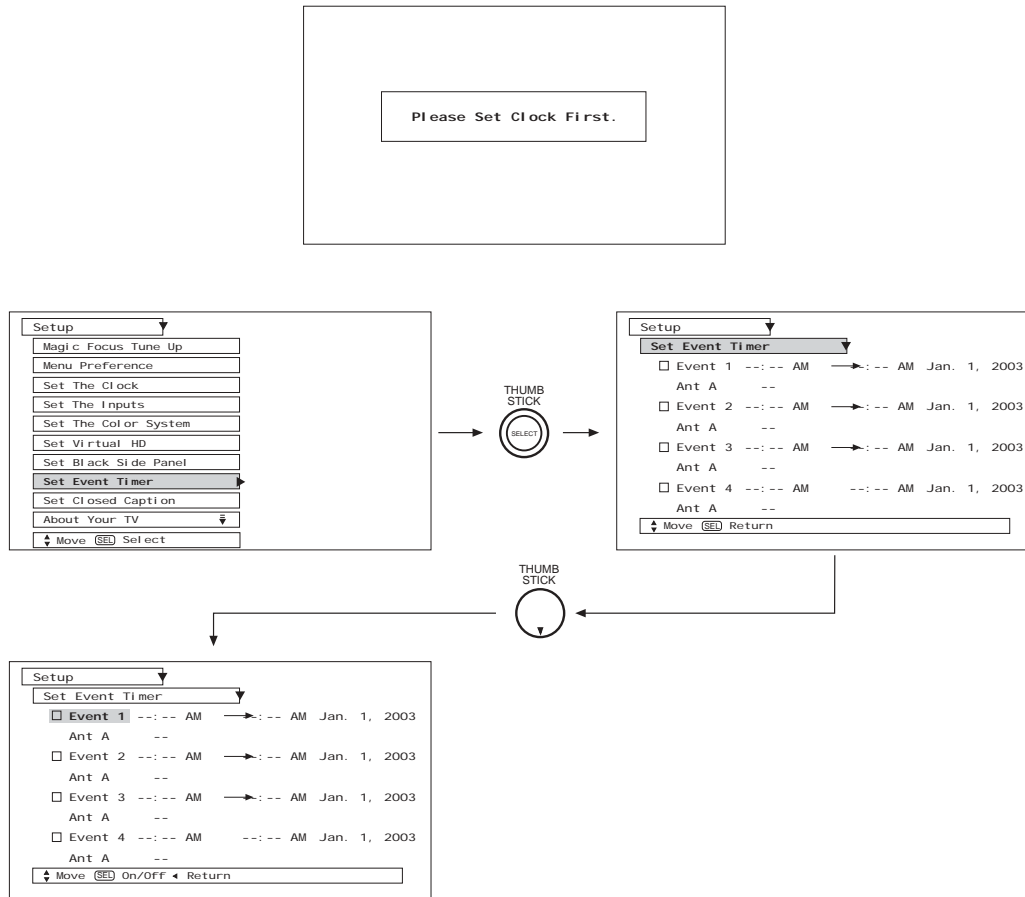 Please Set Clock First.
Setup
Magic Focus Tune Up
Menu Preference
Set The Clock
Set The Inputs
Set The Color System
Set Virtual HD
Set Black Side Panel
Set Event Timer
Set Closed Caption
About Your TV
Move SEL Select
THUMB
STICK
SELECT
Setup
Set Event Timer
Event 1 --:-- AM --:-- AM Jan. 1, 2003
Ant A --
Event 2 --:-- AM --:-- AM Jan. 1, 2003
Ant A --
Event 3 --:-- AM --:-- AM Jan. 1, 2003
Ant A --
Event 4 --:-- AM --:-- AM Jan. 1, 2003
Ant A --
Move SEL Return
THUMB
STICK
Setup
Set Event Timer
Event 1 --:-- AM --:-- AM Jan. 1, 2003
Ant A --
Event 2 --:-- AM --:-- AM Jan. 1, 2003
Ant A --
Event 3 --:-- AM --:-- AM Jan. 1, 2003
Ant A --
Event 4 --:-- AM --:-- AM Jan. 1, 2003
Ant A --
Move SEL On/Off ◂ Return